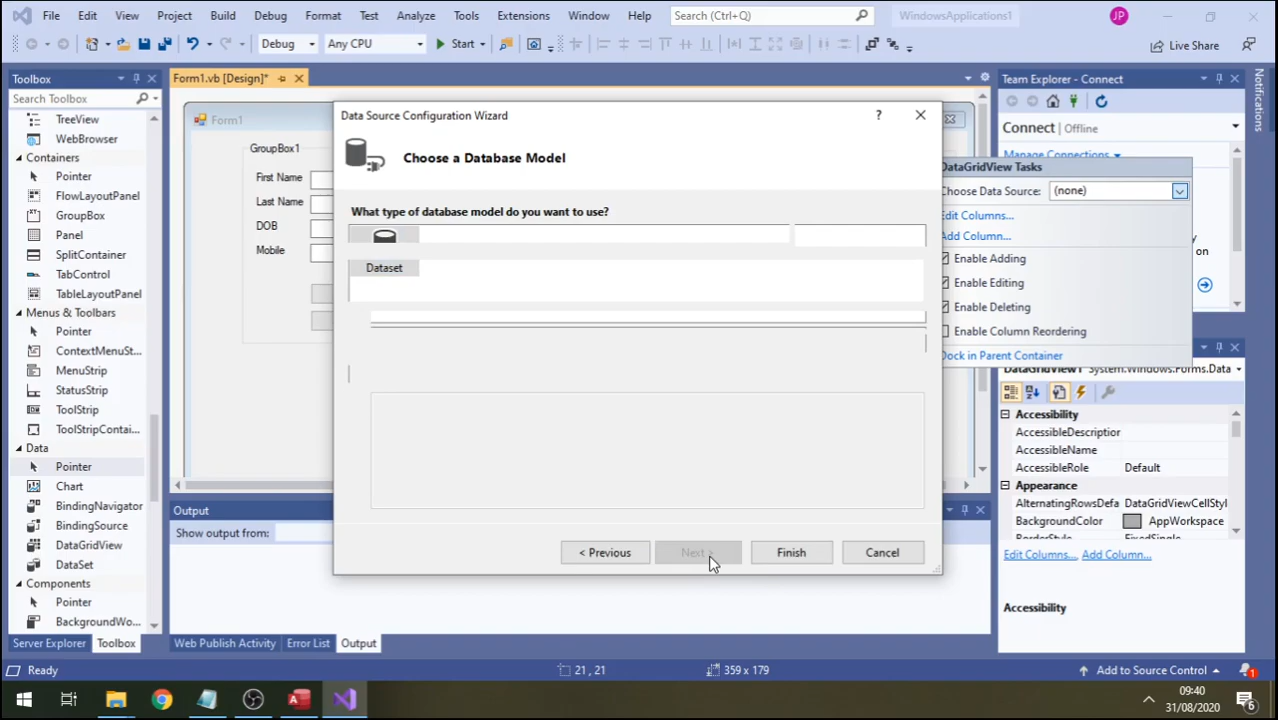 File Edit View Project Build Debug Format Test Analyze Tools Extensions Window Help Search (Ctrl+Q) WindowsApplications1 JP
Debug Any CPU Start Live Share
Toolbox
Search Toolbox
TreeView
WebBrowser
Containers
Pointer
FlowLayoutPanel
GroupBox
Panel
SplitContainer
TabControl
TableLayoutPanel
Menus & Toolbars
Pointer
ContextMenuSt...
MenuStrip
StatusStrip
ToolStrip
ToolStripContai...
Data
Pointer
Chart
BindingNavigator
BindingSource
DataGridView
DataSet
Components
Pointer
BackgroundWo...
Server Explorer Toolbox
Form1.vb [Design]*
Form1
GroupBox1
First Name
Last Name
DOB
Mobile
Data Source Configuration Wizard ?
Choose a Database Model
What type of database model do you want to use?
Dataset
< Previous Next > Finish Cancel
Output
Show output from:
Web Publish Activity Error List Output
Team Explorer - Connect
Connect | Offline
Manage Connections
DataGridView Tasks
Choose Data Source: (none)
Edit Columns...
Add Column...
Enable Adding
Enable Editing
Enable Deleting
Enable Column Reordering
Dock in Parent Container
on
DataGridView1 System.Windows.Forms.Data
Accessibility
AccessibleDescription
AccessibleName
AccessibleRole Default
Appearance
AlternatingRowsDefa DataGridViewCellStyl
BackgroundColor AppWorkspace
BorderStyle FixedSingle
Edit Columns..., Add Column...
Accessibility
Notifications
Ready 21, 21 359 x 179 Add to Source Control 1
09:40
31/08/2020 6